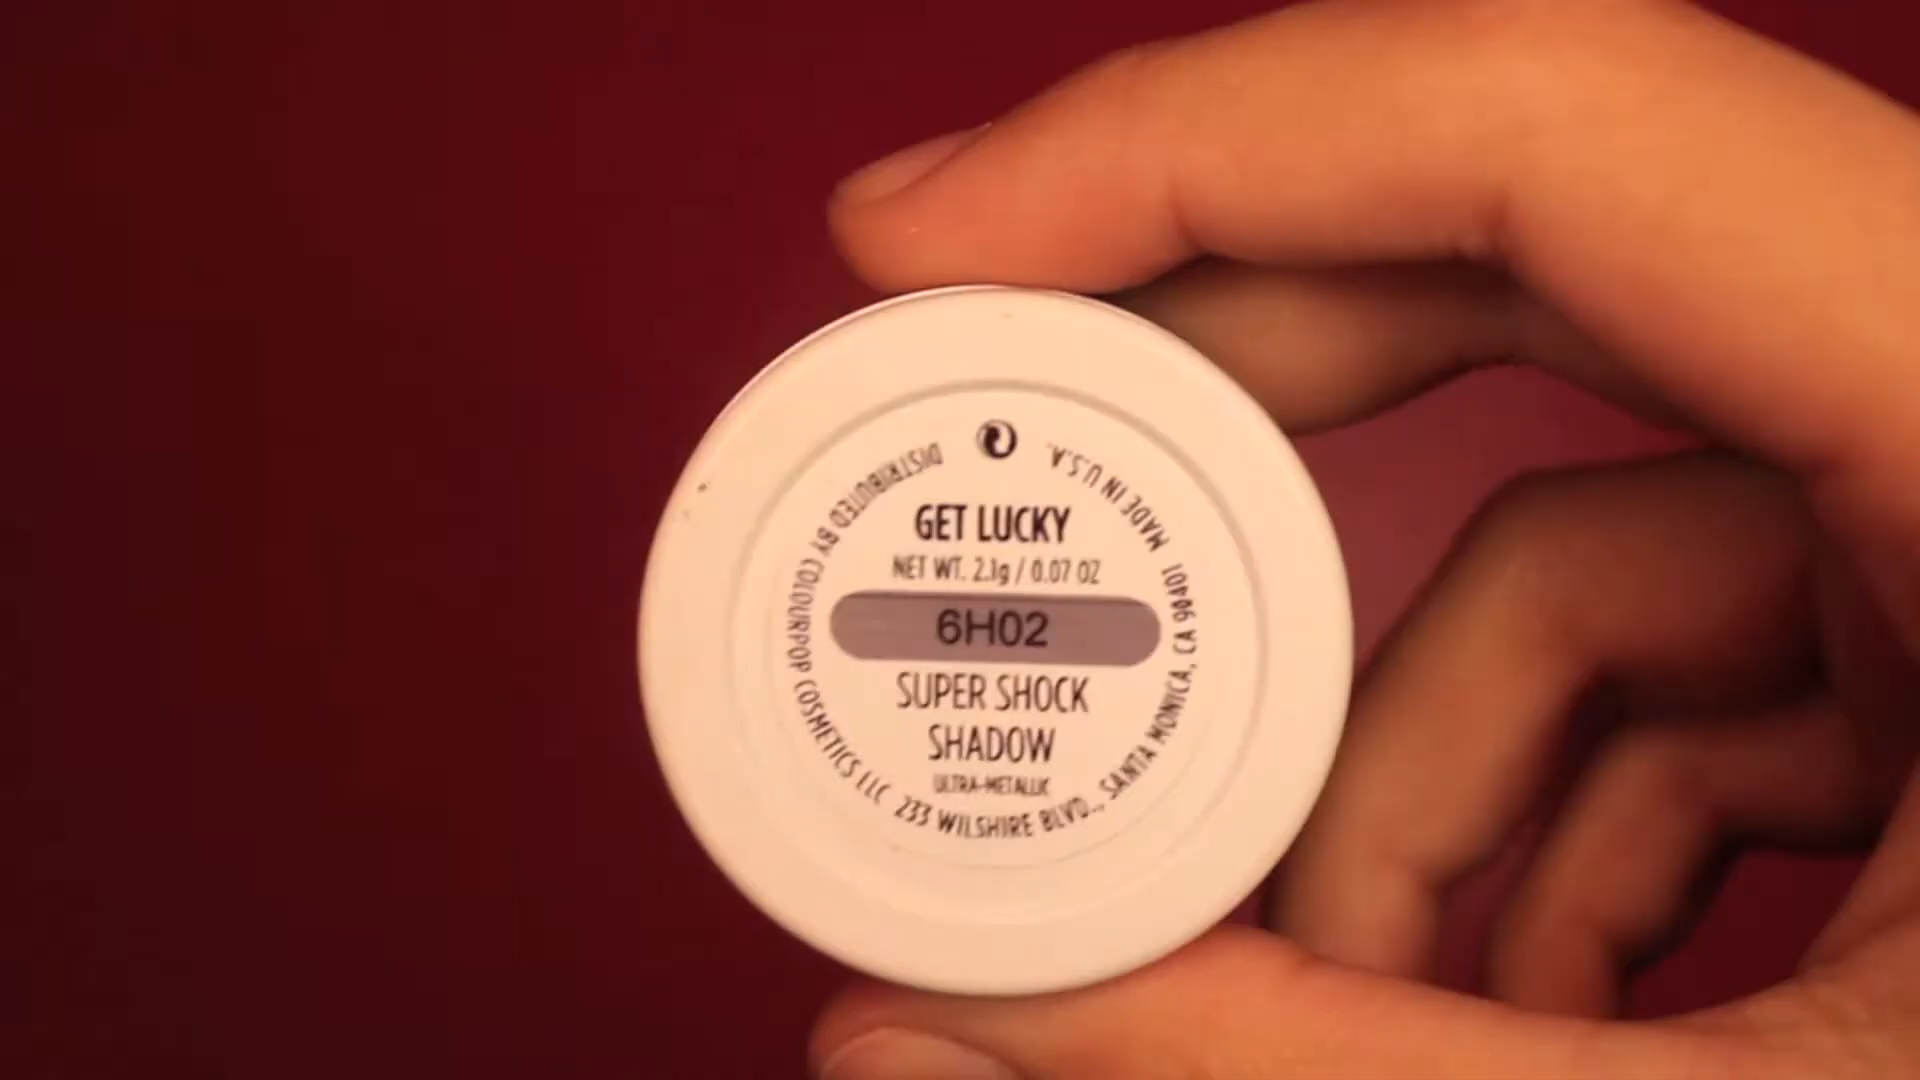 GET LUCKY
NET WT. 2.1g / 0.07 OZ
6H02
SUPER SHOCK
SHADOW
ULTRA-METALLIC
DISTRIBUTED BY COLOURPOP COSMETICS LLC 233 WILSHIRE BLVD., SANTA MONICA, CA 90401 MADE IN U.S.A.